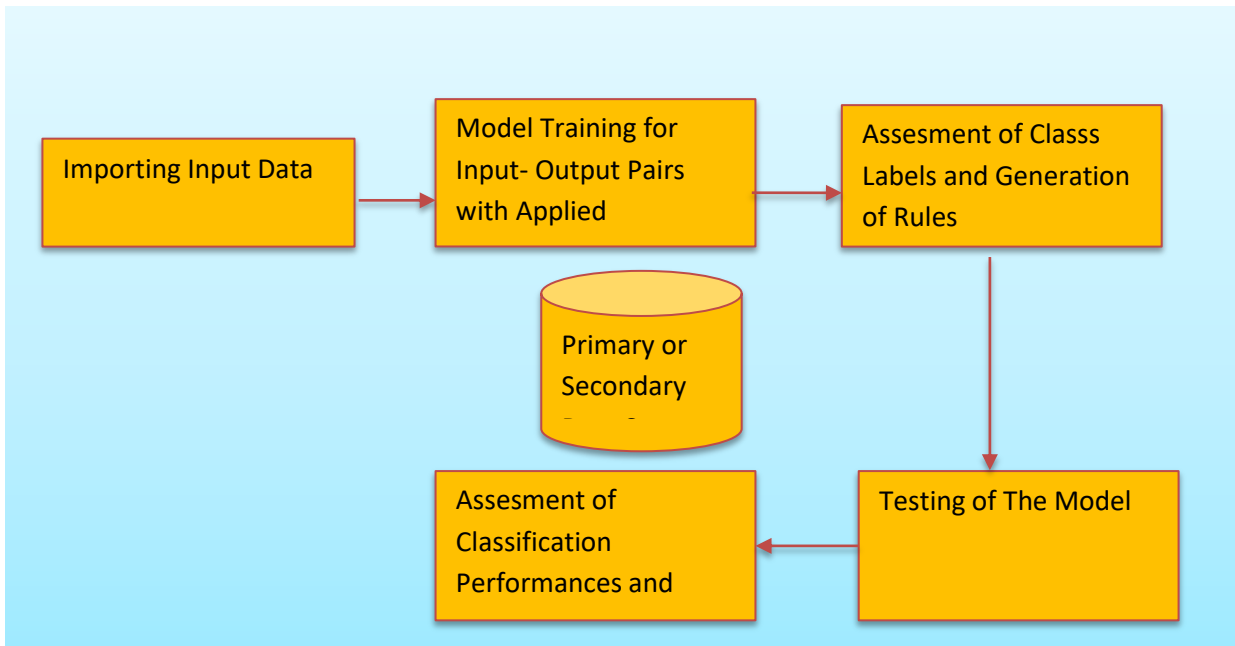 Importing Input Data
Model Training for
Input- Output Pairs
with Applied
Assesment of Classs
Labels and Generation
of Rules
Primary or
Secondary
Testing of The Model
Assesment of
Classification
Performances and